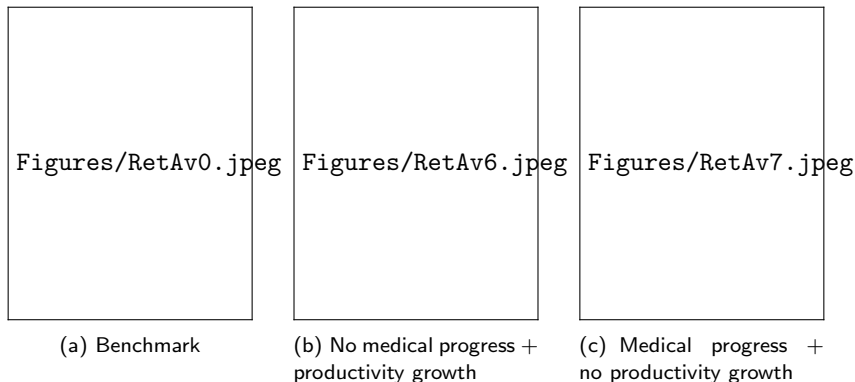 Figures/RetAv0.jpeg Figures/RetAv6.jpeg Figures/RetAv7.jpeg
(a) Benchmark
(b) No medical progress +
productivity growth
(c) Medical progress +
no productivity growth